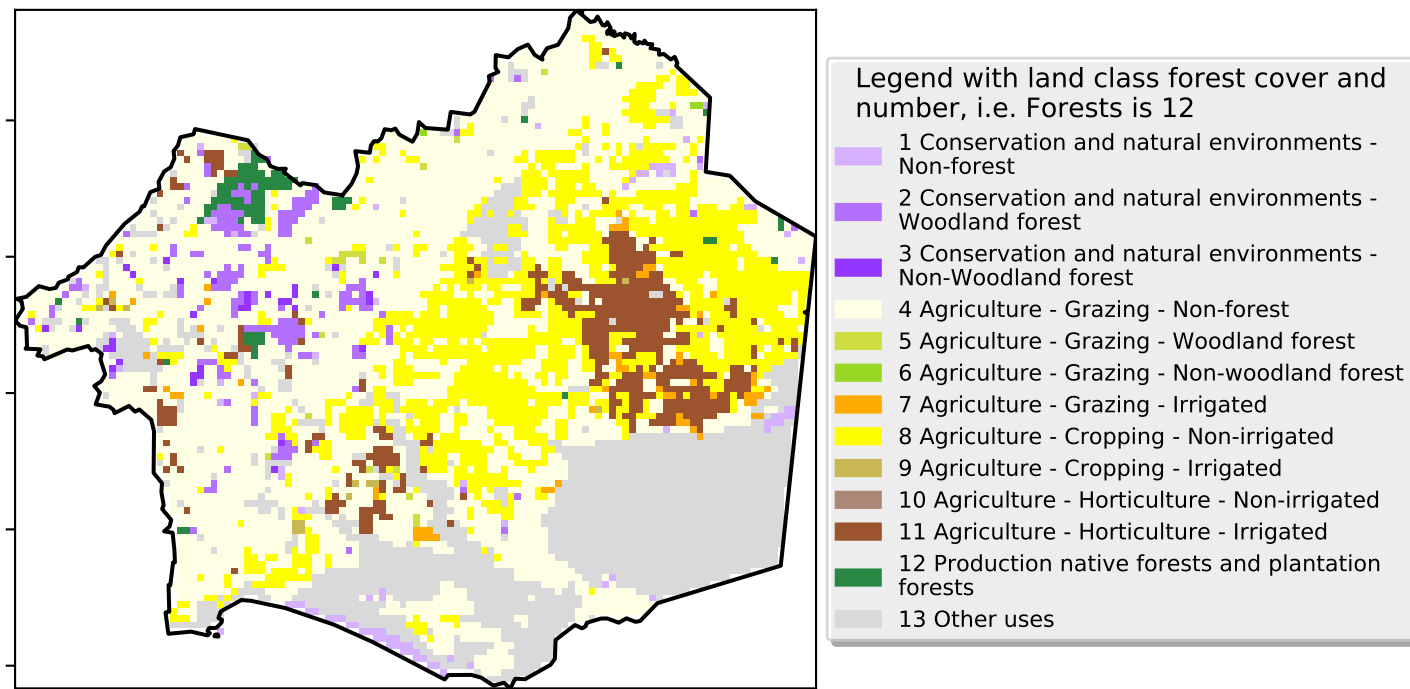 Legend with land class forest cover and
number, i.e. Forests is 12
1 Conservation and natural environments -
Non-forest
2 Conservation and natural environments -
Woodland forest
3 Conservation and natural environments -
Non-Woodland forest
4 Agriculture - Grazing - Non-forest
5 Agriculture - Grazing - Woodland forest
6 Agriculture - Grazing - Non-woodland forest
7 Agriculture - Grazing - Irrigated
8 Agriculture - Cropping - Non-irrigated
9 Agriculture - Cropping - Irrigated
10 Agriculture - Horticulture - Non-irrigated
11 Agriculture - Horticulture - Irrigated
12 Production native forests and plantation
forests
13 Other uses